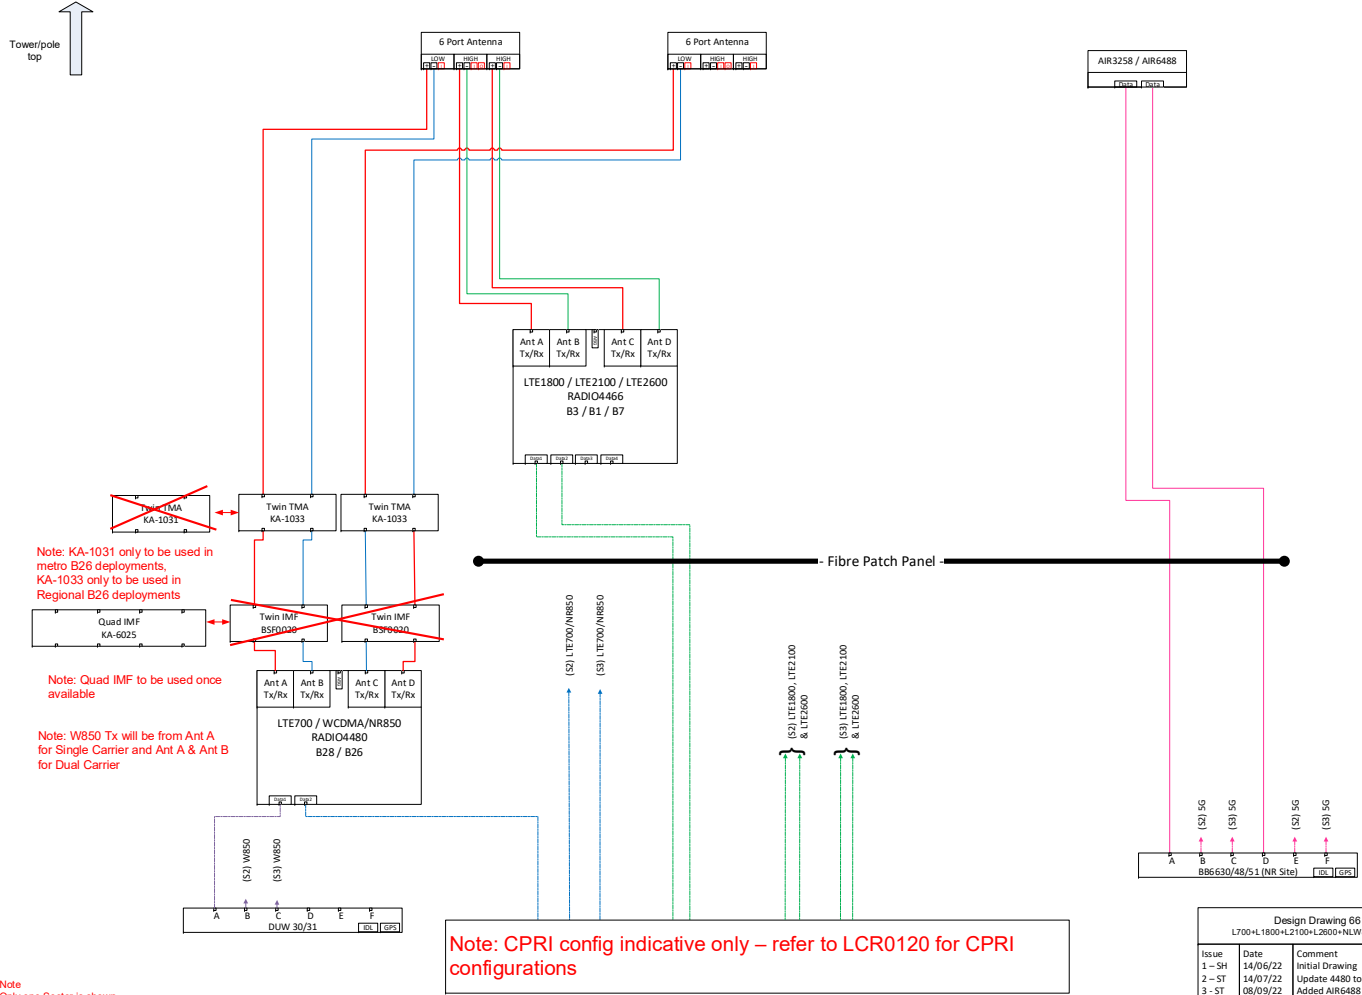 Tower/pole
top
6 Port Antenna
LOW HIGH HIGH
6 Port Antenna
LOW HIGH HIGH
AIR3258 / AIR6488
Data Data
Ant A
Tx/Rx
Ant B
Tx/Rx
Ant C
Tx/Rx
Ant D
Tx/Rx
LTE1800 / LTE2100 / LTE2600
RADIO4466
B3 / B1 / B7
Data1 Data2 Data3 Data4
Twin TMA
KA-1031
Twin TMA
KA-1033
Twin TMA
KA-1033
Note: KA-1031 only to be used in
metro B26 deployments,
KA-1033 only to be used in
Regional B26 deployments
- Fibre Patch Panel -
Quad IMF
KA-6025
Twin IMF
BSF0020
Twin IMF
BSF0020
Note: Quad IMF to be used once
available
Ant A
Tx/Rx
Ant B
Tx/Rx
Ant C
Tx/Rx
Ant D
Tx/Rx
LTE700 / WCDMA/NR850
RADIO4480
B28 / B26
Data1 Data2
Note: W850 Tx will be from Ant A
for Single Carrier and Ant A & Ant B
for Dual Carrier
(S2) LTE700/NR850
(S3) LTE700/NR850
(S2) LTE1800, LTE2100
& LTE2600
(S3) LTE1800, LTE2100
& LTE2600
(S2) W850
(S3) W850
(S2) 5G
(S3) 5G
(S2) 5G
(S3) 5G
A B C D E F
BB6630/48/51 (NR Site) IDL GPS
A B C D E F
DUW 30/31 IDL GPS
Note: CPRI config indicative only – refer to LCR0120 for CPRI
configurations
Design Drawing 66
L700+L1800+L2100+L2600+NLW
Issue Date Comment
1 – SH 14/06/22 Initial Drawing
2 – ST 14/07/22 Update 4480 to
3 - ST 08/09/22 Added AIR6488
Note